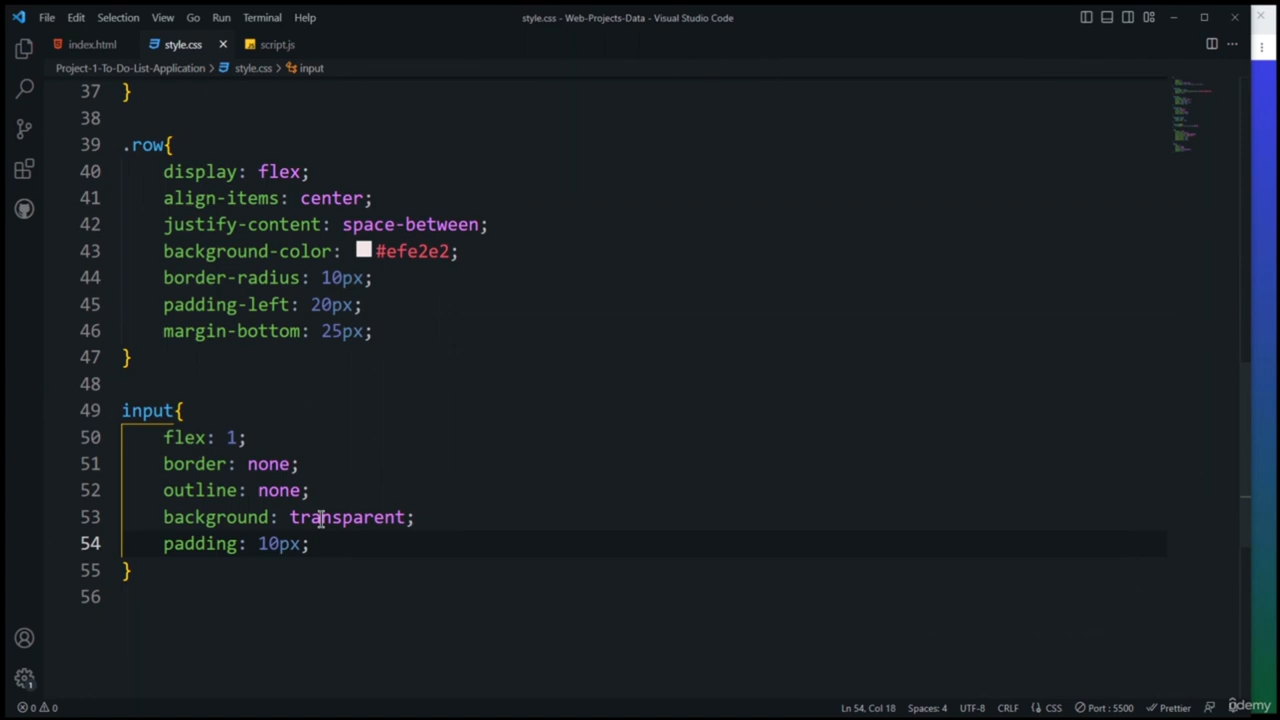 File Edit Selection View Go Run Terminal Help style.css - Web-Projects-Data - Visual Studio Code
index.html style.css script.js
Project-1-To-Do-List-Application > style.css > input
37 }
38
39 .row{
40 display: flex;
41 align-items: center;
42 justify-content: space-between;
43 background-color: #efe2e2;
44 border-radius: 10px;
45 padding-left: 20px;
46 margin-bottom: 25px;
47 }
48
49 input{
50 flex: 1;
51 border: none;
52 outline: none;
53 background: transparent;
54 padding: 10px;
55 }
56
1
0 0 Ln 54, Col 18 Spaces: 4 UTF-8 CRLF CSS Port : 5500 Prettier
ûdemy